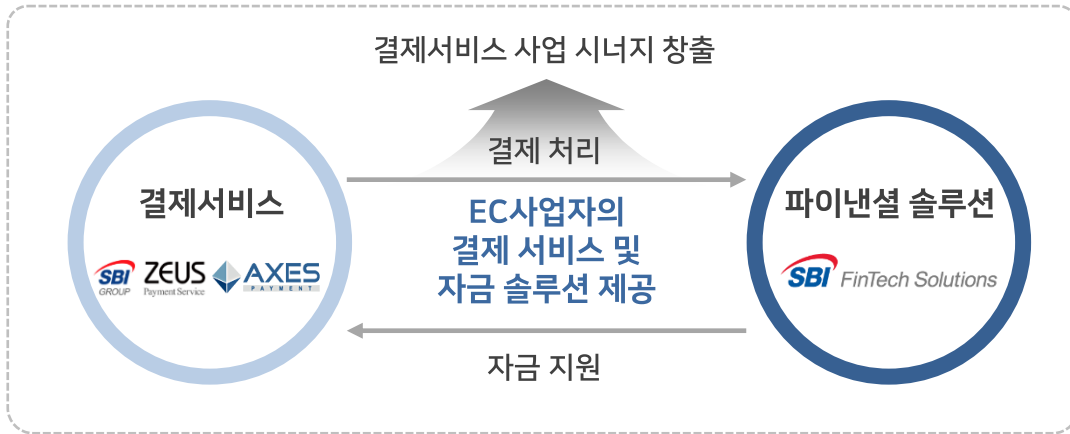 결제서비스 사업 시너지 창출
결제 처리
결제서비스
SBI
GROUP
ZEUS
Payment Service
AXES
PAYMENT
EC사업자의
결제 서비스 및
자금 솔루션 제공
파이낸셜 솔루션
SBI FinTech Solutions
자금 지원